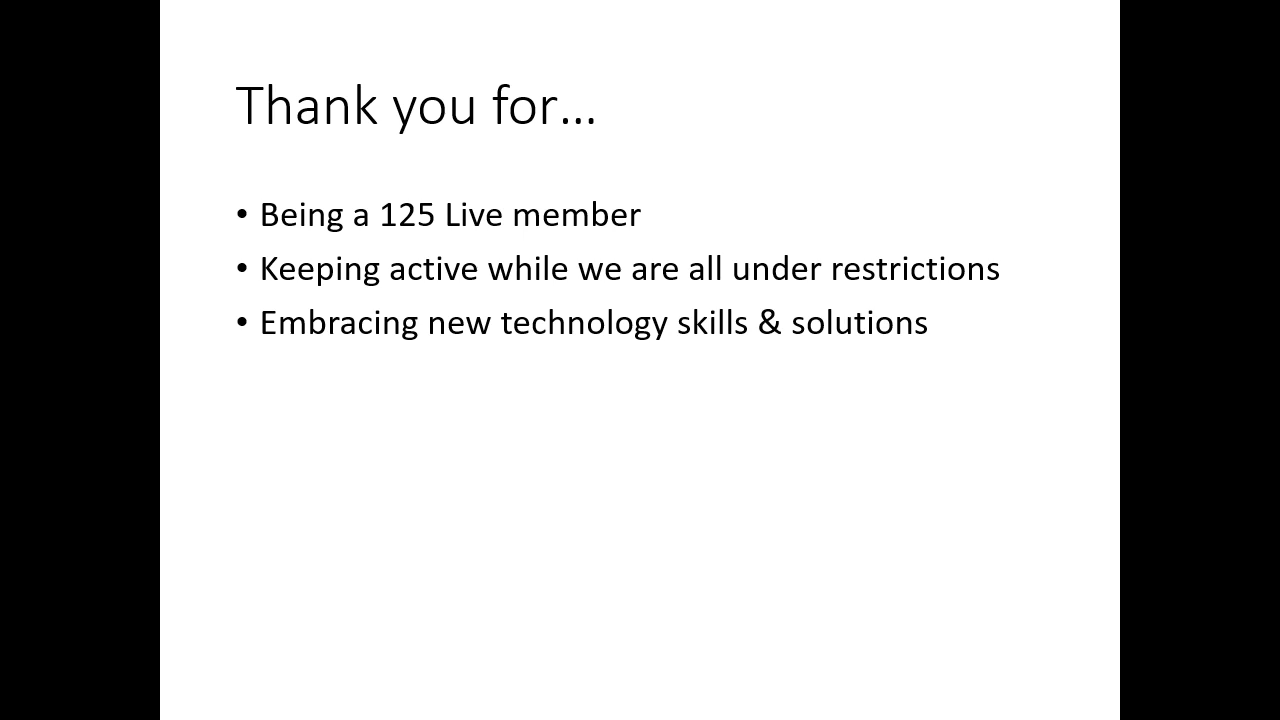 Thank you for…
• Being a 125 Live member
• Keeping active while we are all under restrictions
• Embracing new technology skills & solutions